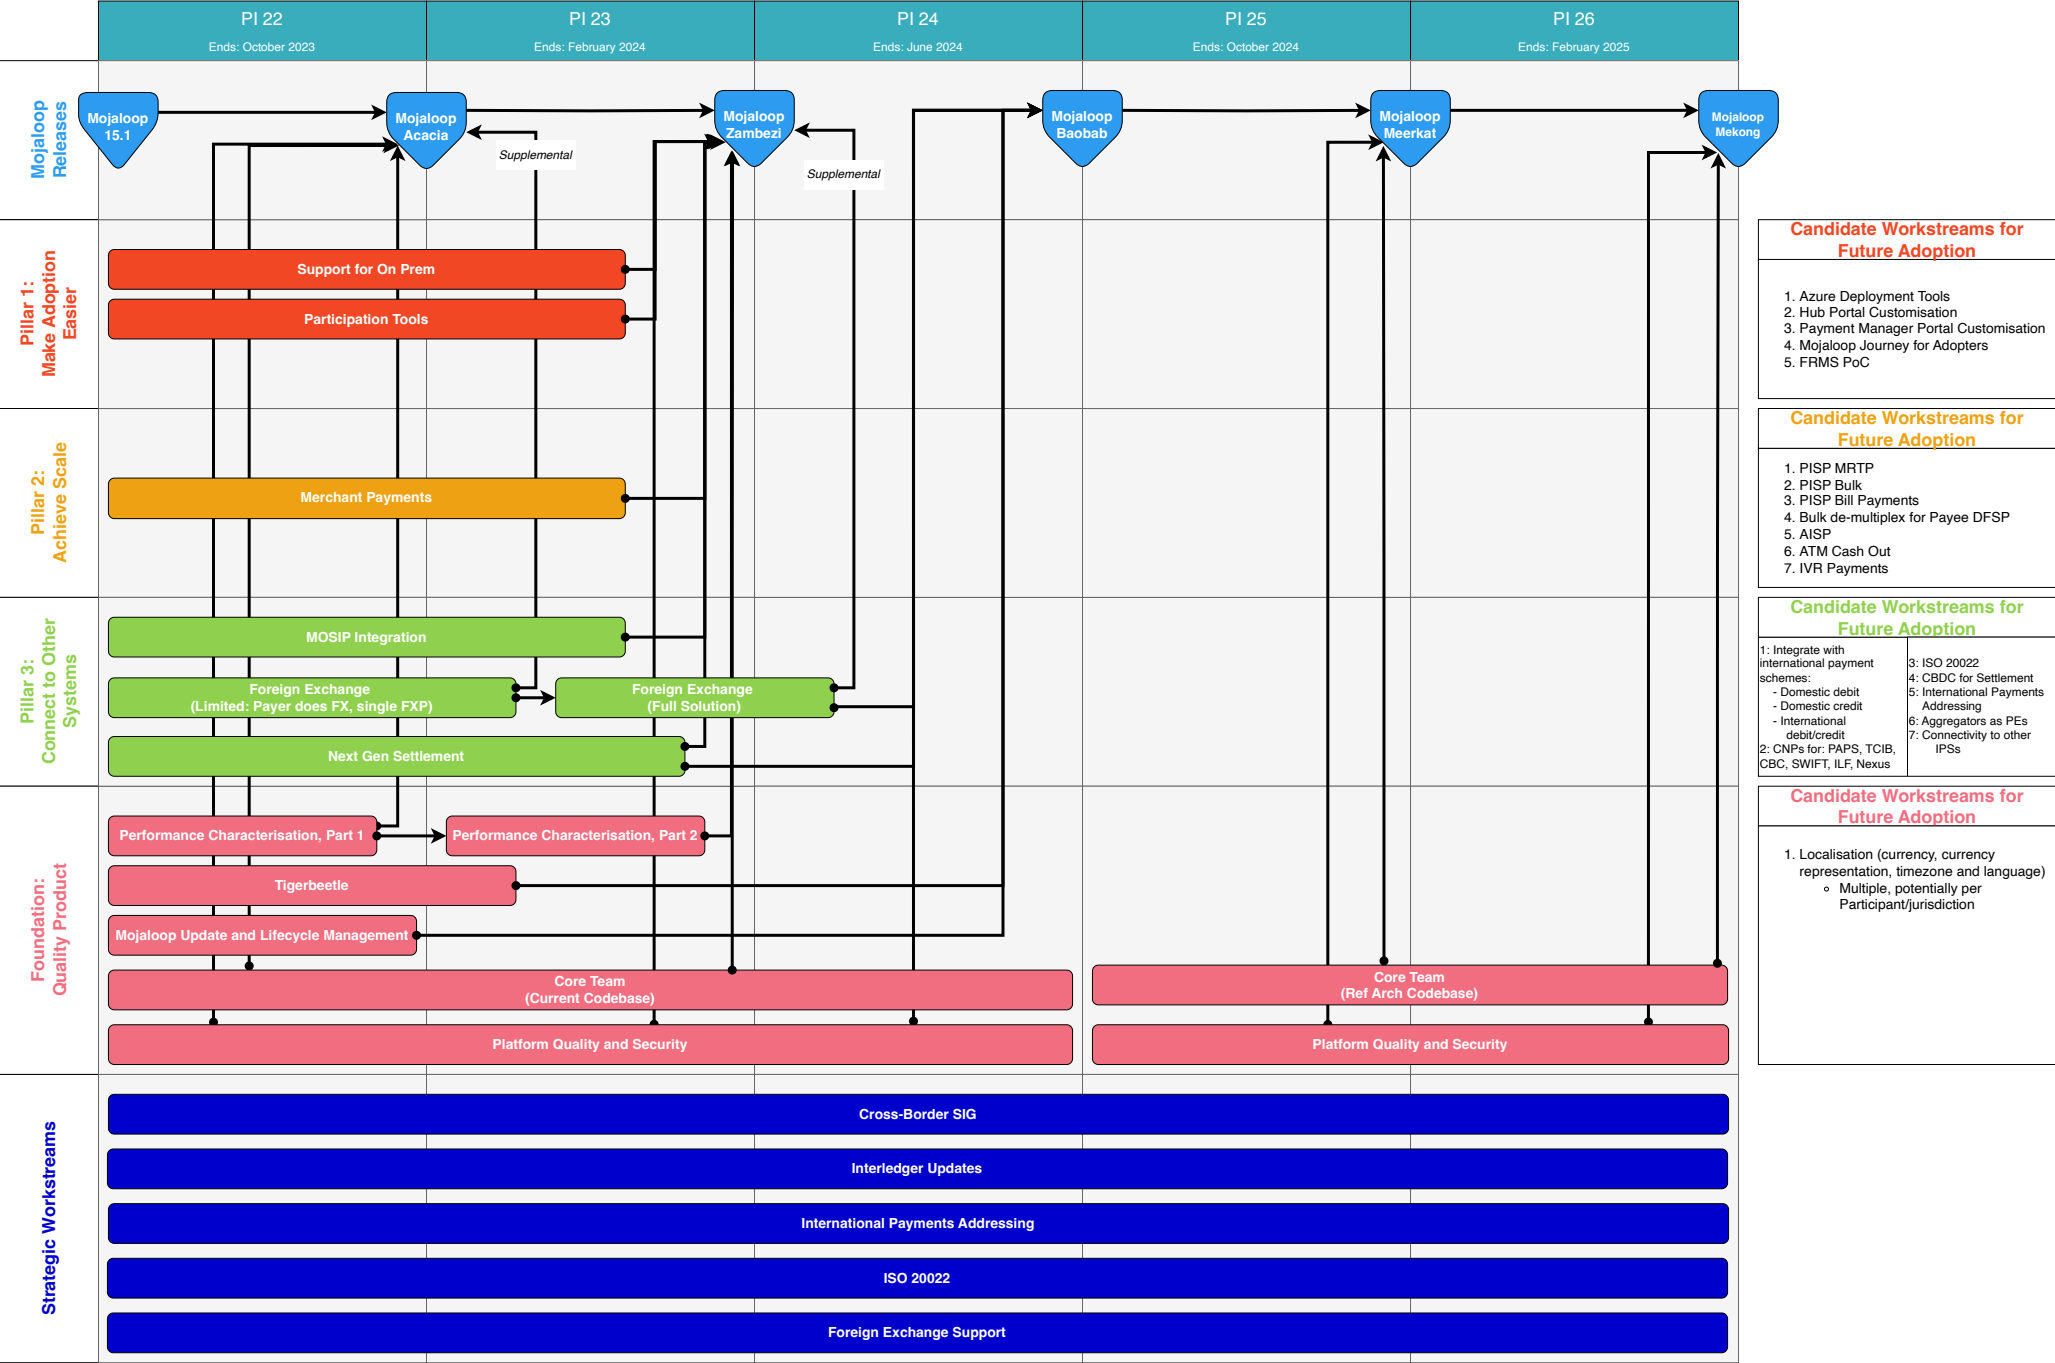 PI 22
Ends: October 2023
PI 23
Ends: February 2024
PI 24
Ends: June 2024
PI 25
Ends: October 2024
PI 26
Ends: February 2025
Mojaloop
Releases
Mojaloop
15.1
Mojaloop
Acacia
Supplemental
Mojaloop
Zambezi
Supplemental
Mojaloop
Baobab
Mojaloop
Meerkat
Mojaloop
Mekong
Pillar 1:
Make Adoption
Easier
Support for On Prem
Participation Tools
Candidate Workstreams for
Future Adoption
1. Azure Deployment Tools
2. Hub Portal Customisation
3. Payment Manager Portal Customisation
4. Mojaloop Journey for Adopters
5. FRMS PoC
Pillar 2:
Achieve Scale
Merchant Payments
Candidate Workstreams for
Future Adoption
1. PISP MRTP
2. PISP Bulk
3. PISP Bill Payments
4. Bulk de-multiplex for Payee DFSP
5. AISP
6. ATM Cash Out
7. IVR Payments
Pillar 3:
Connect to Other
Systems
MOSIP Integration
Foreign Exchange
(Limited: Payer does FX, single FXP)
Foreign Exchange
(Full Solution)
Next Gen Settlement
Candidate Workstreams for
Future Adoption
1: Integrate with
international payment
schemes:
- Domestic debit
- Domestic credit
- International
debit/credit
2: CNPs for: PAPS, TCIB,
CBC, SWIFT, ILF, Nexus
3: ISO 20022
4: CBDC for Settlement
5: International Payments
Addressing
6: Aggregators as PEs
7: Connectivity to other
IPSs
Foundation:
Quality Product
Performance Characterisation, Part 1
Performance Characterisation, Part 2
Tigerbeetle
Mojaloop Update and Lifecycle Management
Core Team
(Current Codebase)
Core Team
(Ref Arch Codebase)
Platform Quality and Security
Platform Quality and Security
Candidate Workstreams for
Future Adoption
1. Localisation (currency, currency
representation, timezone and language)
◦ Multiple, potentially per
Participant/jurisdiction
Strategic Workstreams
Cross-Border SIG
Interledger Updates
International Payments Addressing
ISO 20022
Foreign Exchange Support